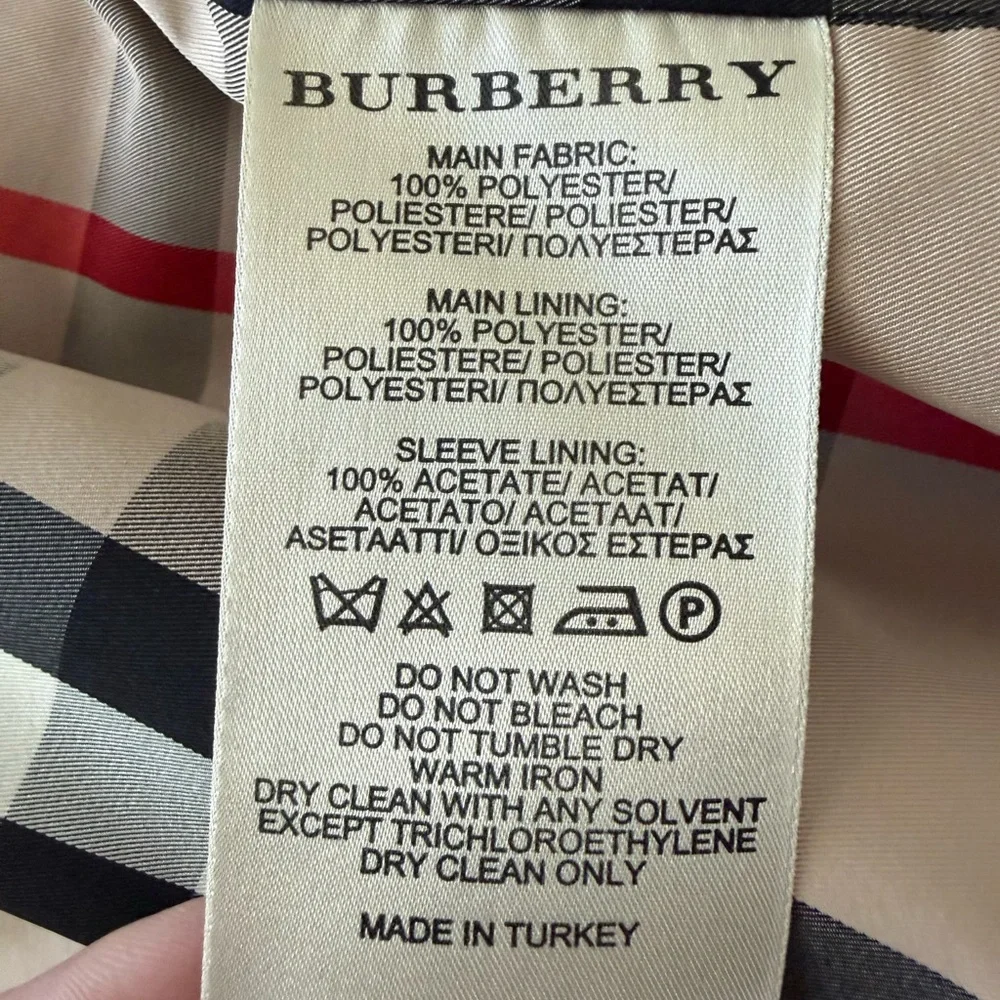 BURBERRY
MAIN FABRIC:
100% POLYESTER/
POLIESTERE/ POLIESTER/
POLYESTERI/ ΠΟΛΥΕΣΤΕΡΑΣ
MAIN LINING:
100% POLYESTER/
POLIESTERE/ POLIESTER/
POLYESTERI/ ΠΟΛΥΕΣΤΕΡΑΣ
SLEEVE LINING:
100% ACETATE/ ACETAT/
ACETATO/ ACETAAT/
ASETAATTI/ ΟΞΙΚΟΣ ΕΣΤΕΡΑΣ
P
DO NOT WASH
DO NOT BLEACH
DO NOT TUMBLE DRY
WARM IRON
DRY CLEAN WITH ANY SOLVENT
EXCEPT TRICHLOROETHYLENE
DRY CLEAN ONLY
MADE IN TURKEY